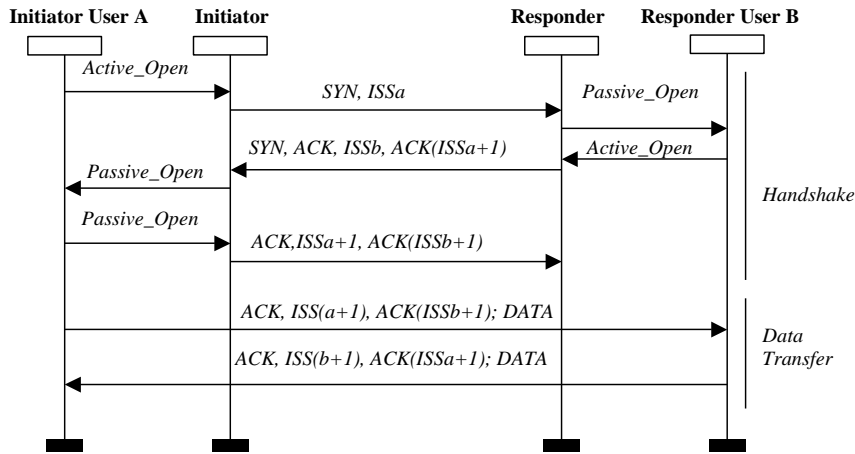 Initiator User A
Initiator
Responder
Responder User B
Active_Open
SYN, ISSa
Passive_Open
SYN, ACK, ISSb, ACK(ISSa+1)
Active_Open
Passive_Open
Handshake
Passive_Open
ACK,ISSa+1, ACK(ISSb+1)
ACK, ISS(a+1), ACK(ISSb+1); DATA
Data
Transfer
ACK, ISS(b+1), ACK(ISSa+1); DATA